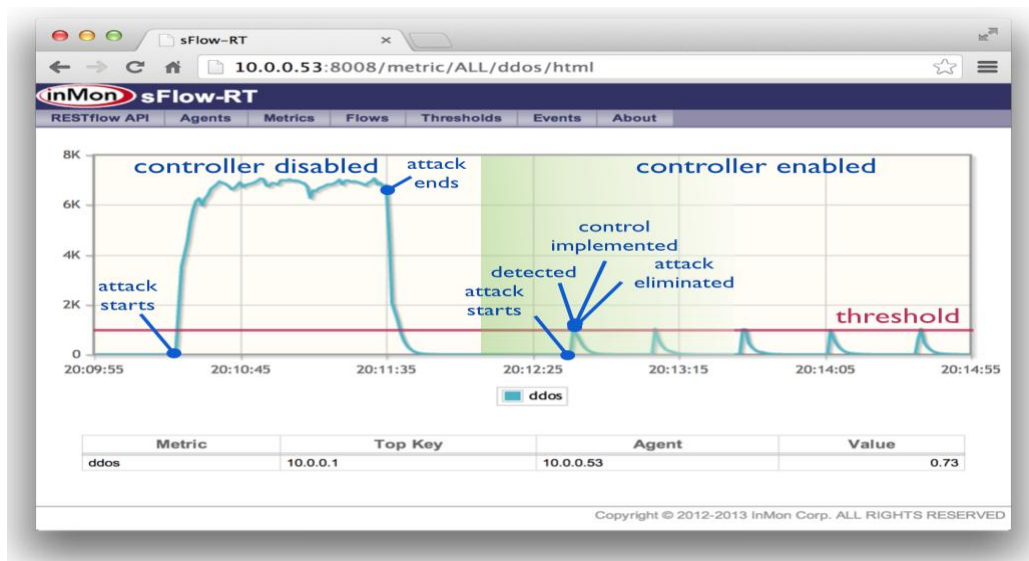 sFlow-RT
10.0.0.53:8008/metric/ALL/ddos/html
inMon sFlow-RT
RESTflow API Agents Metrics Flows Thresholds Events About
8K
controller disabled
attack
ends
controller enabled
6K
control
implemented
4K
detected
attack
eliminated
attack
starts
attack
starts
2K
threshold
0
20:09:55 20:10:45 20:11:35 20:12:25 20:13:15 20:14:05 20:14:55
ddos
Metric Top Key Agent Value
ddos 10.0.0.1 10.0.0.53 0.73
Copyright © 2012-2013 InMon Corp. ALL RIGHTS RESERVED